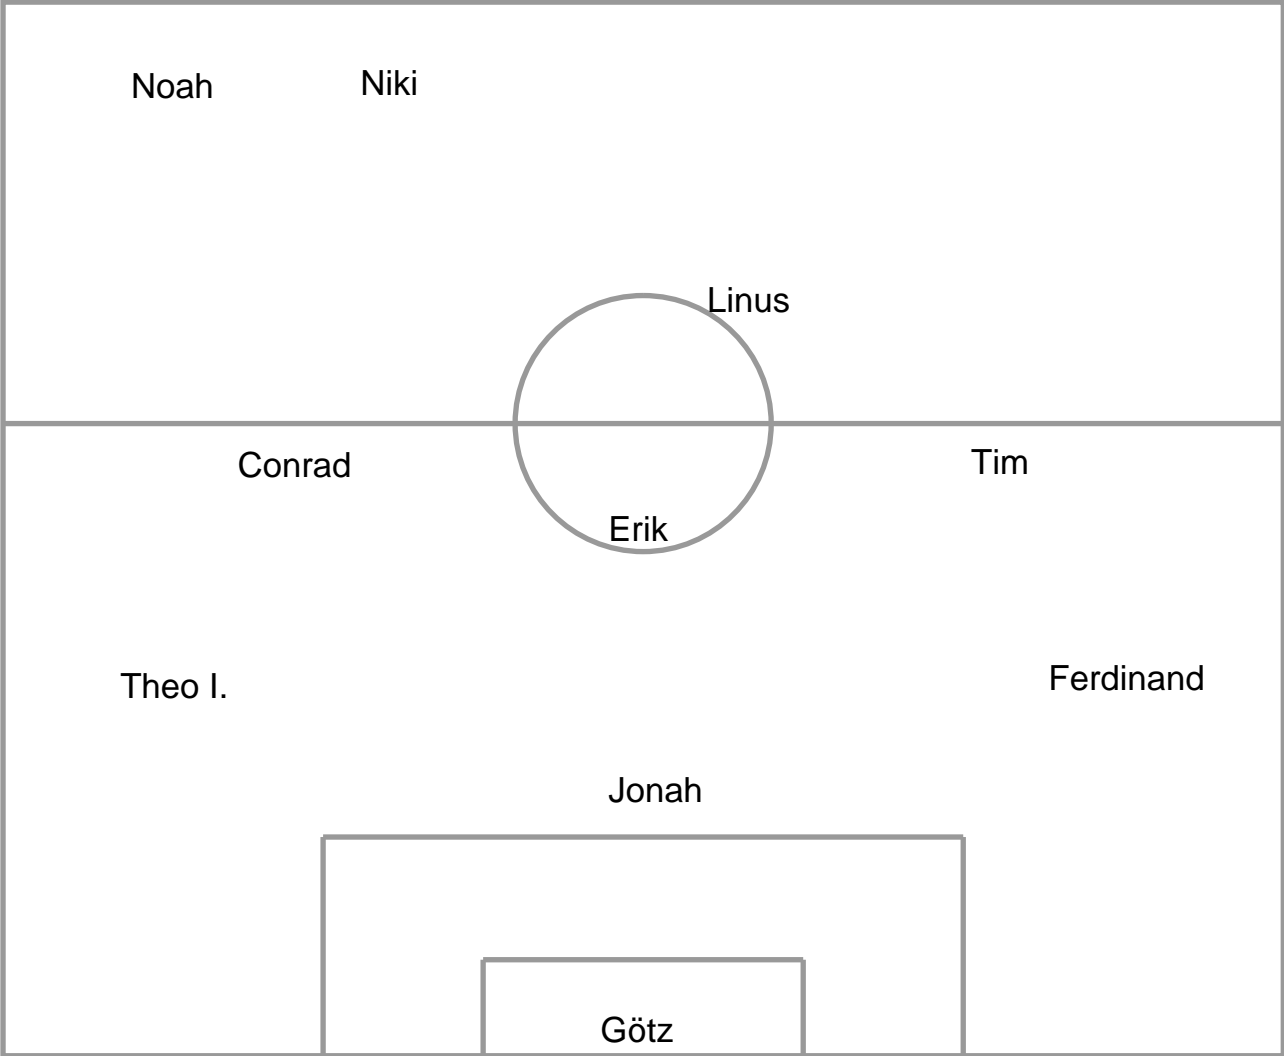 Noah
Niki
Linus
Conrad
Tim
Erik
Theo I.
Ferdinand
Jonah
Götz